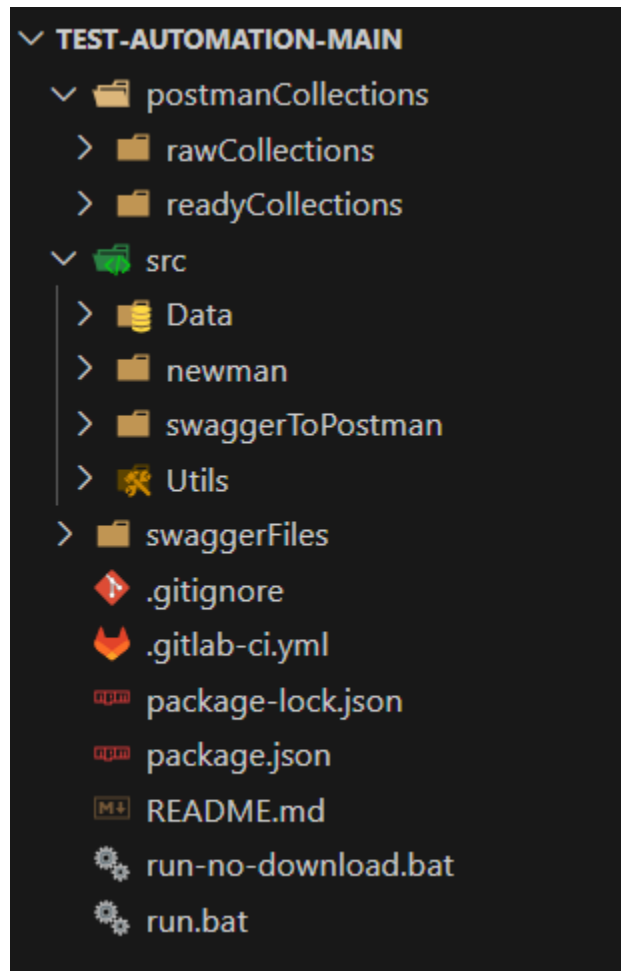 TEST-AUTOMATION-MAIN
postmanCollections
rawCollections
readyCollections
src
Data
newman
swaggerToPostman
Utils
swaggerFiles
.gitignore
.gitlab-ci.yml
package-lock.json
package.json
README.md
run-no-download.bat
run.bat